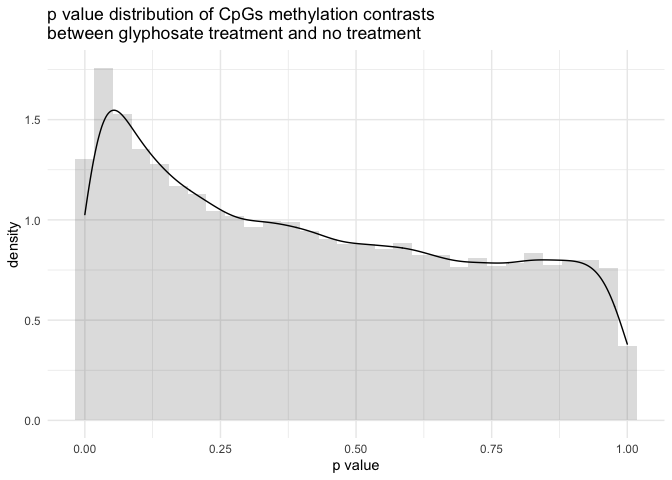 p value distribution of CpGs methylation contrasts
between glyphosate treatment and no treatment
1.5
1.0
0.5
0.0
density
0.00 0.25 0.50 0.75 1.00
p value